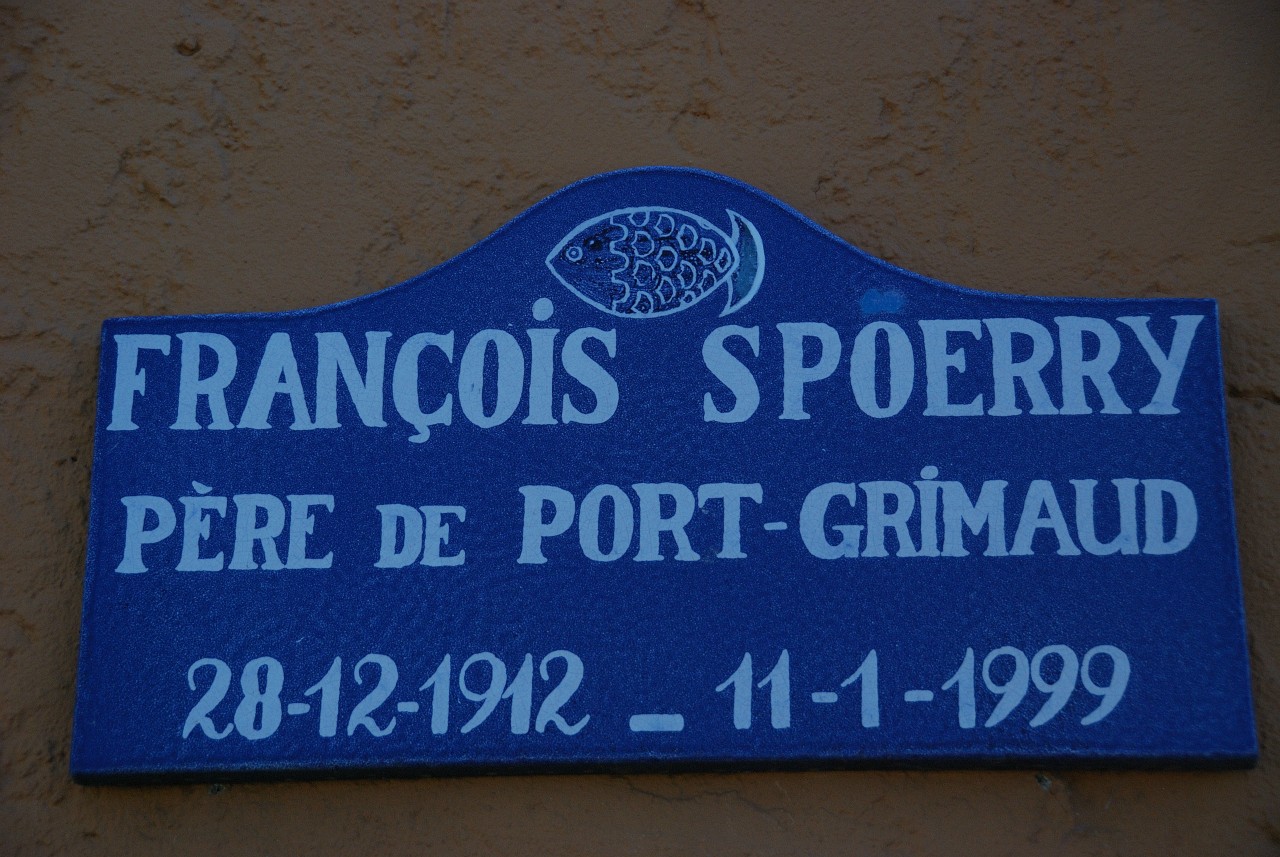 FRANÇOIS SPOERRY
PÈRE DE PORT-GRIMAUD
28-12-1912 - 11-1-1999